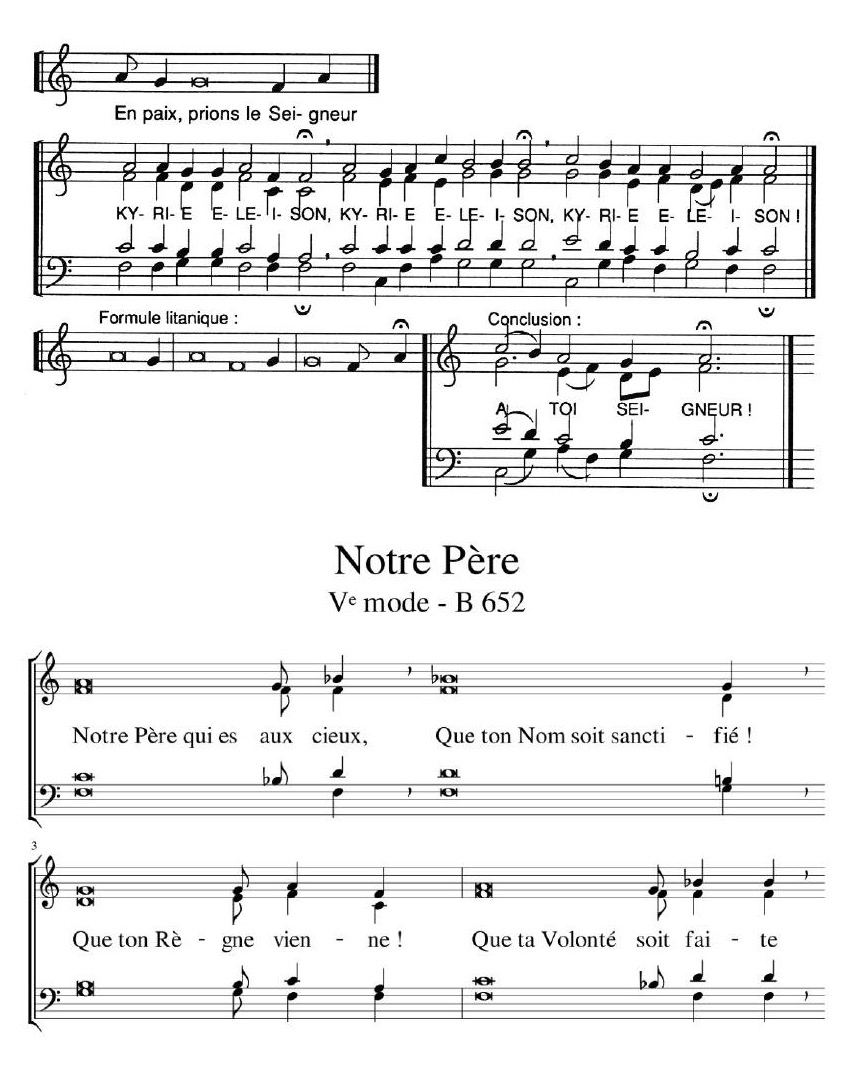 En paix, prions le Sei- gneur
KY- RI- E E- LE- I- SON, KY- RI- E E- LE- I- SON, KY- RI- E E- LE- I- SON !
Formule litanique :
Conclusion :
A TOI SEI- GNEUR !
Notre Père
Ve mode - B 652
Notre Père qui es aux cieux, Que ton Nom soit sancti - fié !
3
Que ton Rè - gne vien - ne ! Que ta Volonté soit fai - te